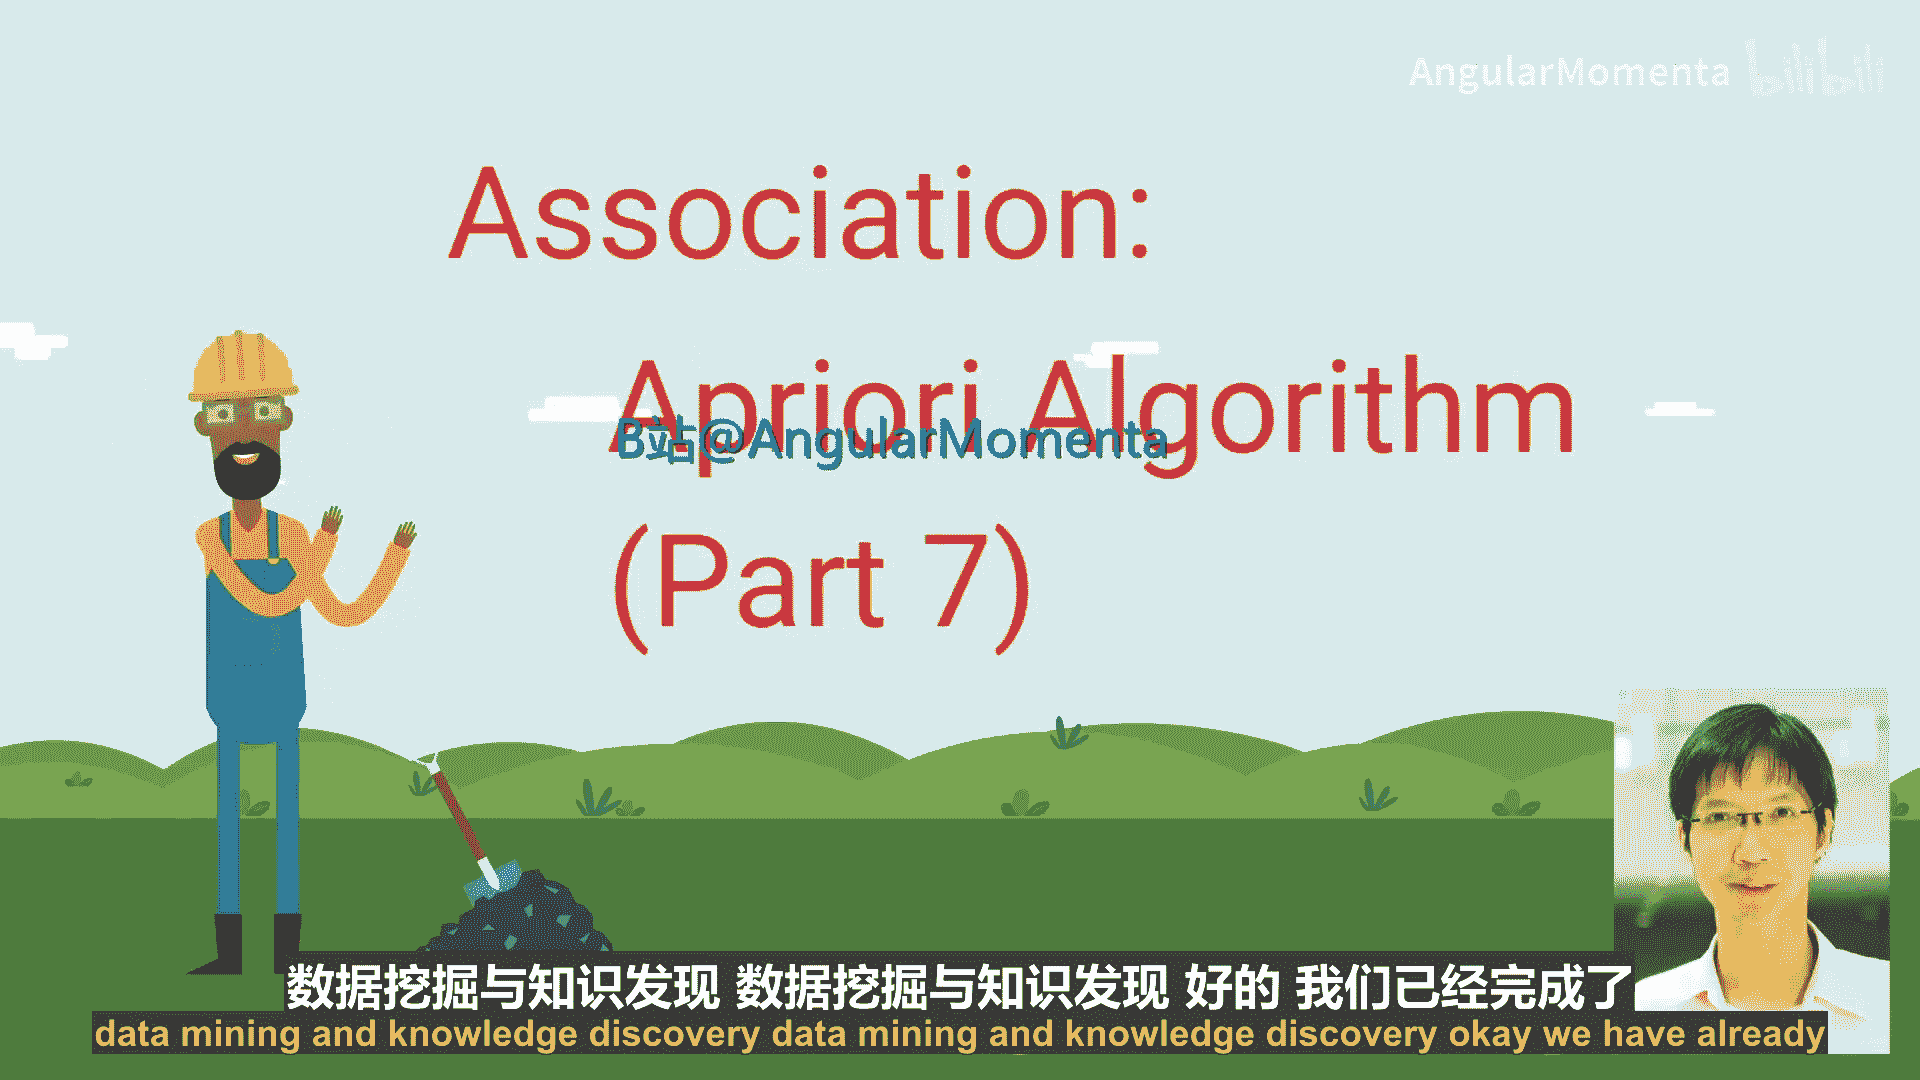 AngularMomenta bilibili
Association:
Apriori Algorithm
B站@AngularMomenta
(Part 7)
数据挖掘与知识发现 数据挖掘与知识发现 好的 我们已经完成了
data mining and knowledge discovery data mining and knowledge discovery okay we have already